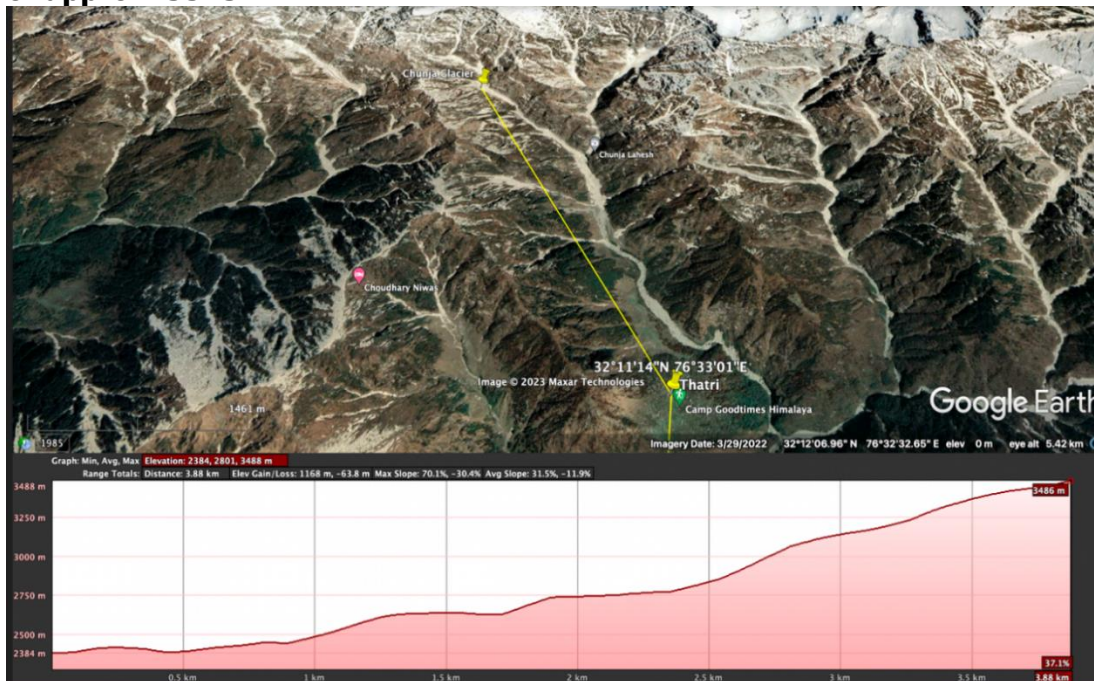 Chunja Glacier
Chunja Lahesh
Choudhary Niwas
32°11'14"N 76°33'01"E
Image © 2023 Maxar Technologies
Thatri
Camp Goodtimes Himalaya
1461 m
Google Earth
1985
Imagery Date: 3/29/2022 32°12'06.96" N 76°32'32.65" E elev 0 m eye alt 5.42 km
Graph: Min, Avg, Max Elevation: 2384, 2801, 3488 m
Range Totals: Distance: 3.88 km Elev Gain/Loss: 1168 m, -63.8 m Max Slope: 70.1%, -30.4% Avg Slope: 31.5%, -11.9%
3488 m
3486 m
3250 m
3000 m
2750 m
2500 m
2384 m
37.1%
0.5 km 1 km 1.5 km 2 km 2.5 km 3 km 3.5 km 3.88 km